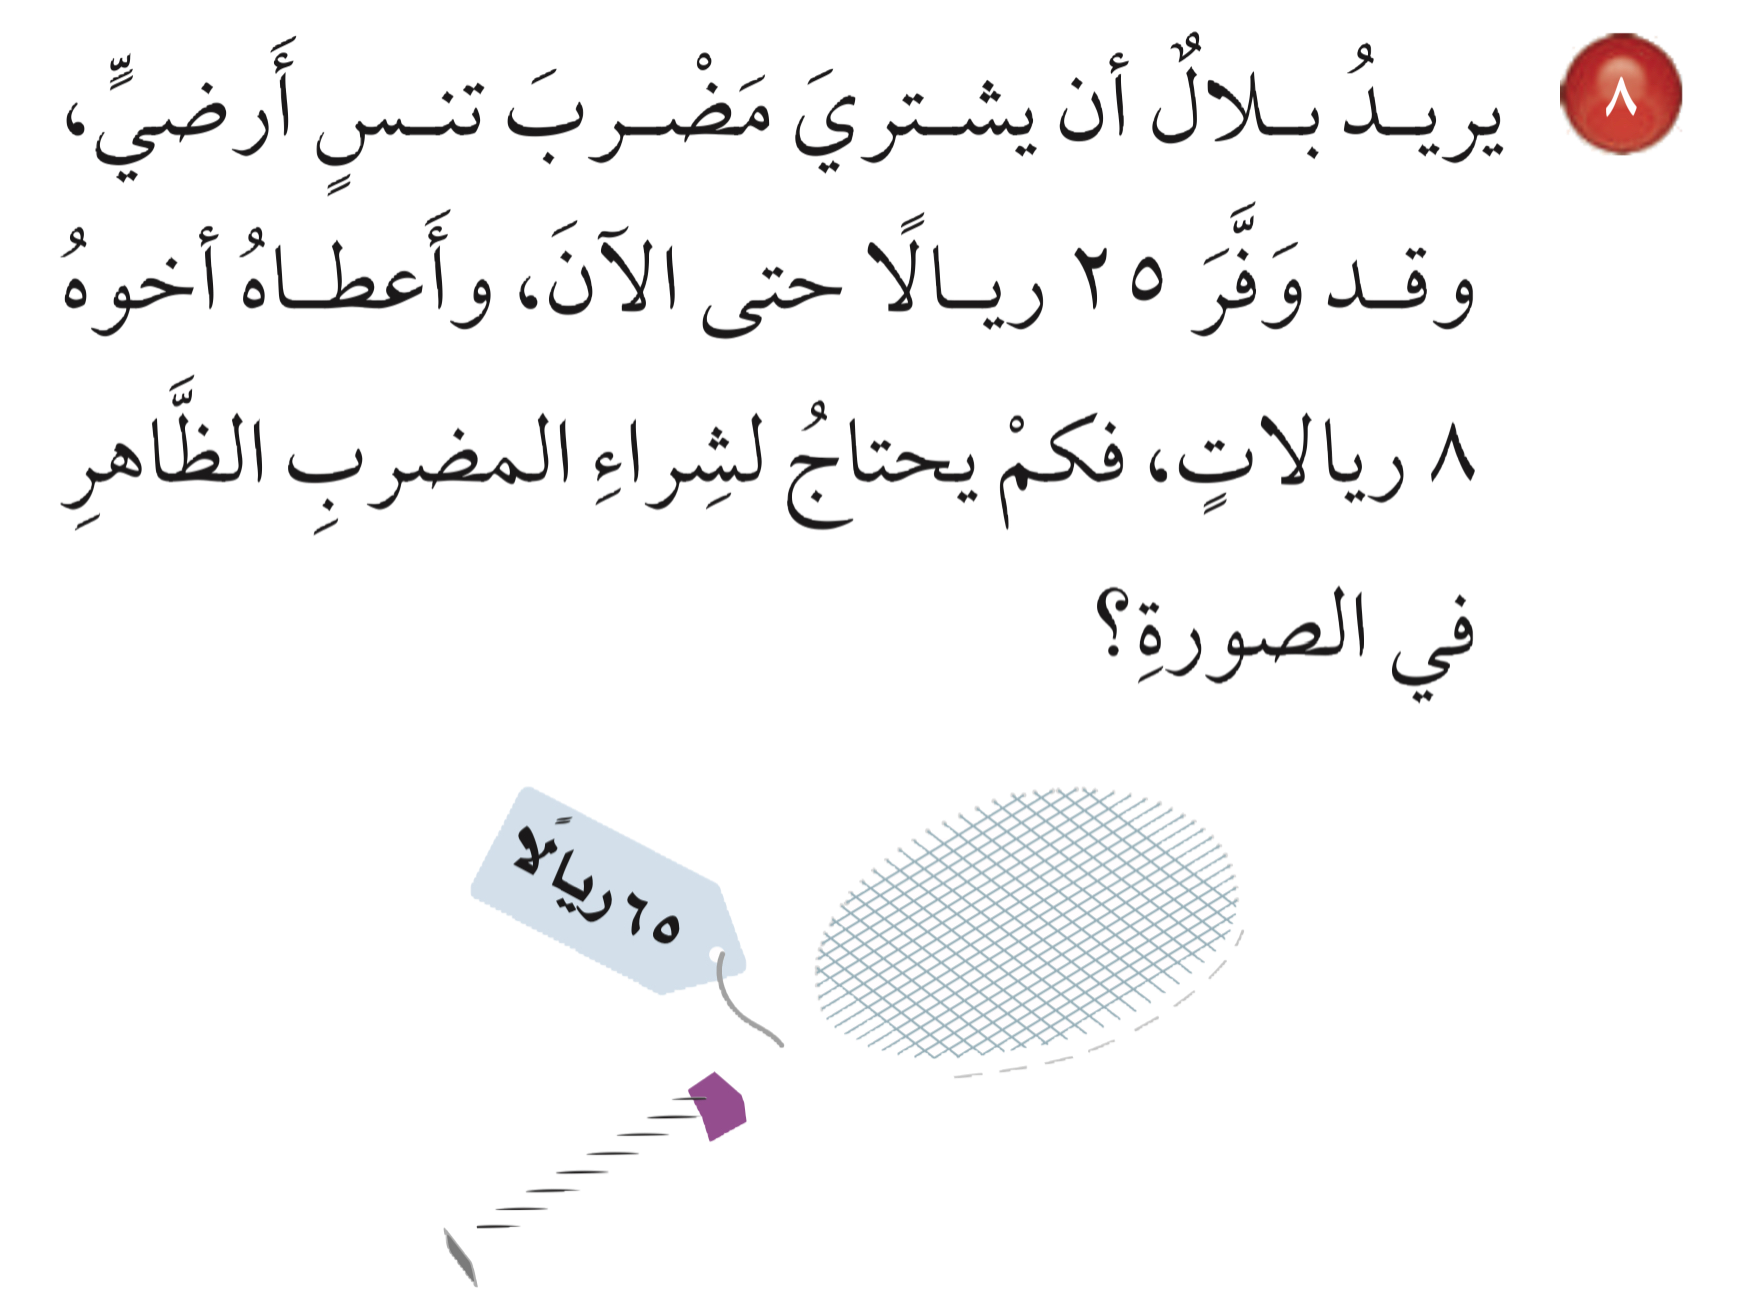 ٨
يريدُ بلالٌ أن يشتريَ مَضْربَ تنسٍ أَرضيٍّ،
وقد وَفَّرَ ٢٥ ريالًا حتى الآنَ، وأَعطاهُ أخوهُ
٨ ريالاتٍ، فكمْ يحتاجُ لشِراءِ المضربِ الظَّاهرِ
في الصورةِ؟
٦٥ ريالًا